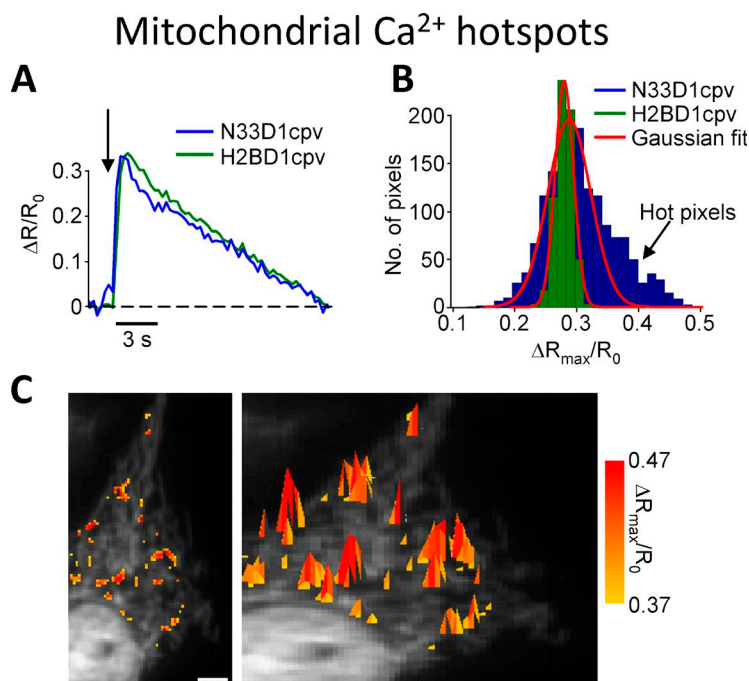 Mitochondrial Ca²⁺ hotspots
A
N33D1cpv
H2BD1cpv
ΔR/R₀
0.3
0.2
0.1
0
3 s
B
N33D1cpv
H2BD1cpv
Gaussian fit
No. of pixels
200
150
100
50
0
Hot pixels
0.1 0.2 0.3 0.4 0.5
ΔRmax/R₀
C
0.47
ΔRmax/R₀
0.37